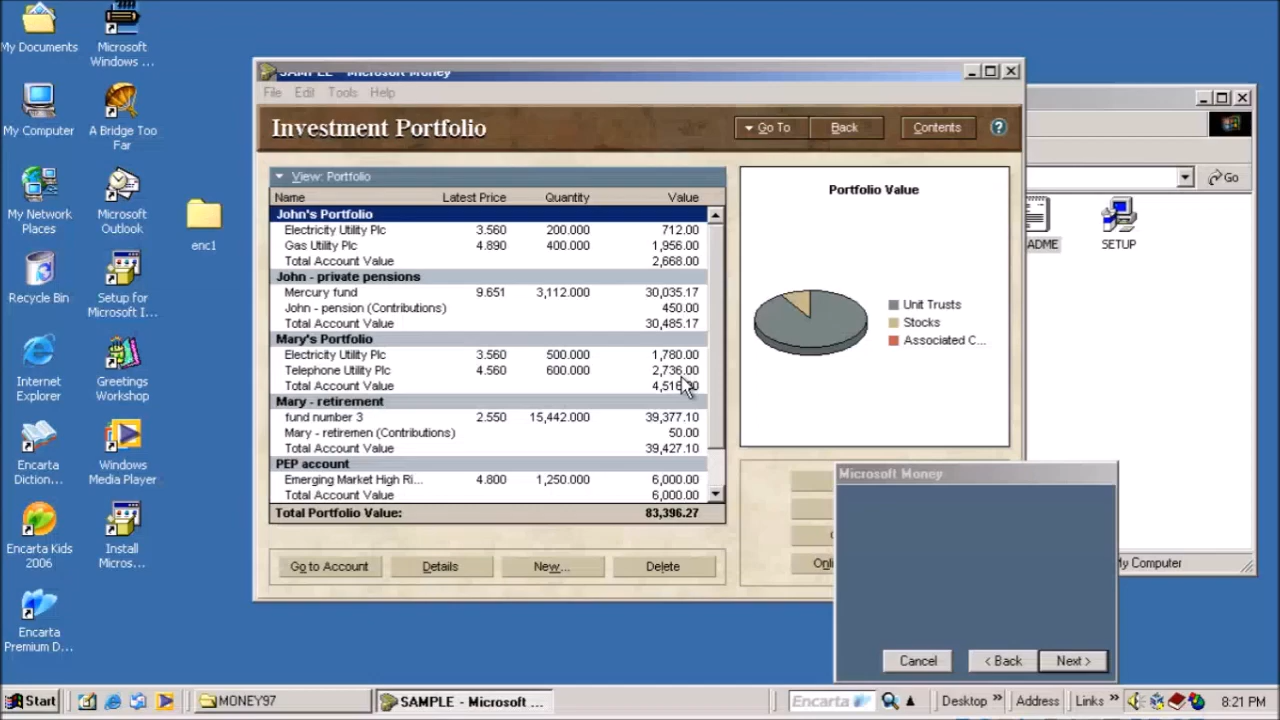 My Documents
Microsoft
Windows ...
My Computer
A Bridge Too
Far
My Network
Places
Microsoft
Outlook
enc1
Recycle Bin
Setup for
Microsoft I...
Internet
Explorer
Greetings
Workshop
Encarta
Diction...
Windows
Media Player
Encarta Kids
2006
Install
Micros...
Encarta
Premium D...
SAMPLE - Microsoft Money
File Edit Tools Help
Investment Portfolio
Go To Back Contents ?
View: Portfolio
Name Latest Price Quantity Value
John's Portfolio
Electricity Utility Plc 3.560 200.000 712.00
Gas Utility Plc 4.890 400.000 1,956.00
Total Account Value 2,668.00
John - private pensions
Mercury fund 9.651 3,112.000 30,035.17
John - pension (Contributions) 450.00
Total Account Value 30,485.17
Mary's Portfolio
Electricity Utility Plc 3.560 500.000 1,780.00
Telephone Utility Plc 4.560 600.000 2,736.00
Total Account Value 4,516.00
Mary - retirement
fund number 3 2.550 15,442.000 39,377.10
Mary - retiremen (Contributions) 50.00
Total Account Value 39,427.10
PEP account
Emerging Market High Ri... 4.800 1,250.000 6,000.00
Total Account Value 6,000.00
Total Portfolio Value: 83,396.27
Go to Account Details New... Delete
Portfolio Value
Unit Trusts
Stocks
Associated C...
Onli
Microsoft Money
Cancel < Back Next >
Go
ADME
SETUP
My Computer
Start MONEY97 SAMPLE - Microsoft ... Encarta Desktop Address Links 8:21 PM